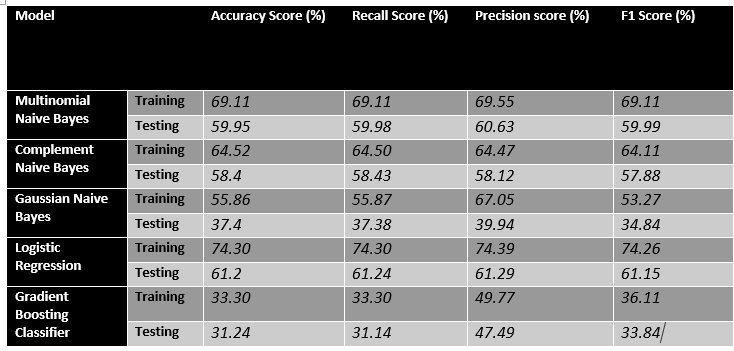 Model Accuracy Score (%) Recall Score (%) Precision score (%) F1 Score (%)
Multinomial Naive Bayes Training 69.11 69.11 69.55 69.11
Testing 59.95 59.98 60.63 59.99
Complement Naive Bayes Training 64.52 64.50 64.47 64.11
Testing 58.4 58.43 58.12 57.88
Gaussian Naive Bayes Training 55.86 55.87 67.05 53.27
Testing 37.4 37.38 39.94 34.84
Logistic Regression Training 74.30 74.30 74.39 74.26
Testing 61.2 61.24 61.29 61.15
Gradient Boosting Classifier Training 33.30 33.30 49.77 36.11
Testing 31.24 31.14 47.49 33.84